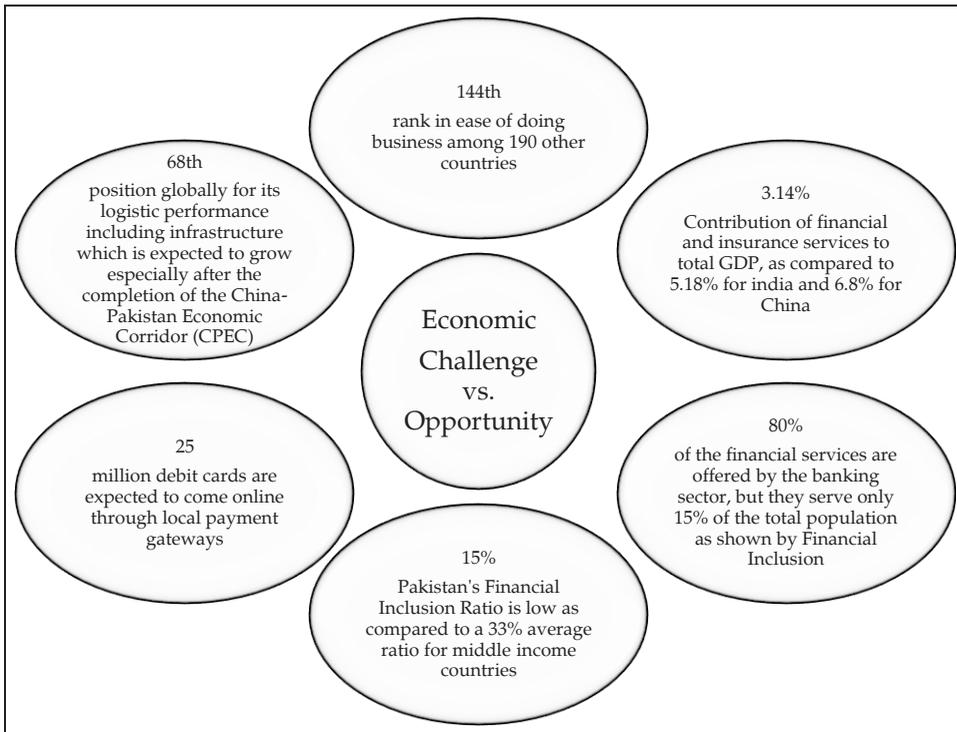 144th
rank in ease of doing
business among 190 other
countries
3.14%
Contribution of financial
and insurance services to
total GDP, as compared to
5.18% for india and 6.8% for
China
80%
of the financial services are
offered by the banking
sector, but they serve only
15% of the total population
as shown by Financial
Inclusion
15%
Pakistan's Financial
Inclusion Ratio is low as
compared to a 33% average
ratio for middle income
countries
25
million debit cards are
expected to come online
through local payment
gateways
68th
position globally for its
logistic performance
including infrastructure
which is expected to grow
especially after the
completion of the China-
Pakistan Economic
Corridor (CPEC)
Economic
Challenge
vs.
Opportunity